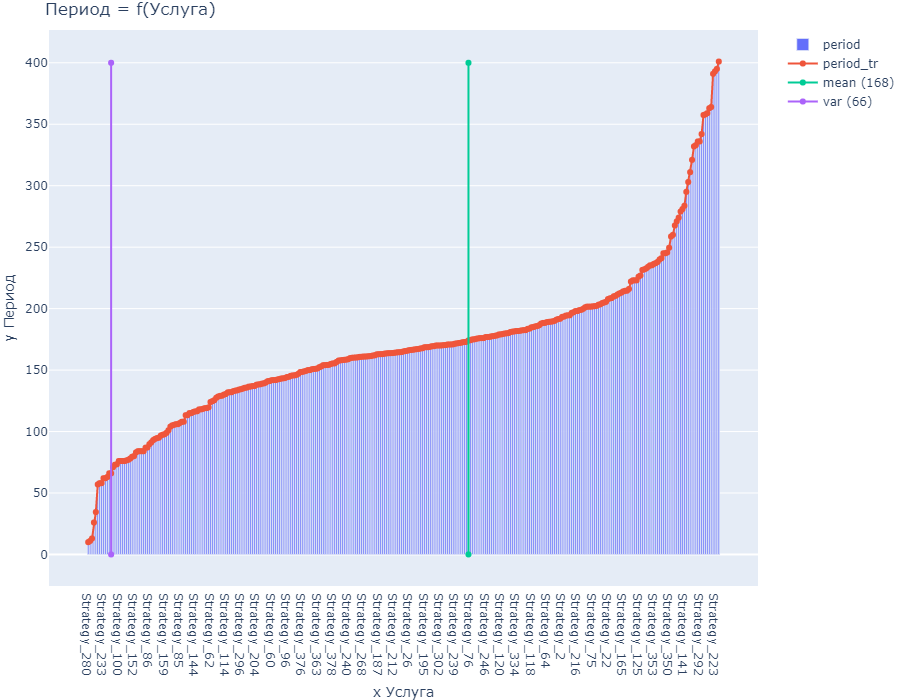 Период = f(Услуга)
period
period_tr
mean (168)
var (66)
y Период
400
350
300
250
200
150
100
50
0
Strategy_280
Strategy_233
Strategy_100
Strategy_152
Strategy_86
Strategy_159
Strategy_85
Strategy_144
Strategy_62
Strategy_114
Strategy_296
Strategy_204
Strategy_60
Strategy_96
Strategy_376
Strategy_363
Strategy_378
Strategy_240
Strategy_268
Strategy_187
Strategy_212
Strategy_26
Strategy_195
Strategy_302
Strategy_239
Strategy_76
Strategy_246
Strategy_120
Strategy_334
Strategy_118
Strategy_64
Strategy_2
Strategy_216
Strategy_75
Strategy_22
Strategy_165
Strategy_125
Strategy_353
Strategy_350
Strategy_141
Strategy_292
Strategy_223
x Услуга